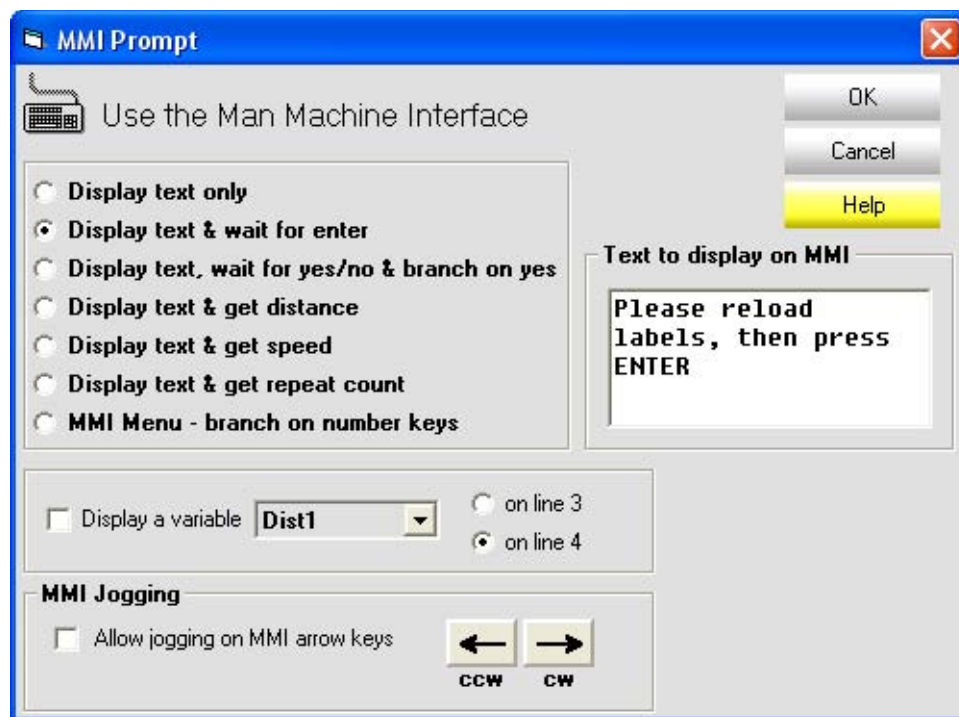 MMI Prompt
Use the Man Machine Interface
OK
Cancel
Help
Display text only
Display text & wait for enter
Display text, wait for yes/no & branch on yes
Display text & get distance
Display text & get speed
Display text & get repeat count
MMI Menu - branch on number keys
Text to display on MMI
Please reload
labels, then press
ENTER
Display a variable
Dist1
on line 3
on line 4
MMI Jogging
Allow jogging on MMI arrow keys
CCW
CW